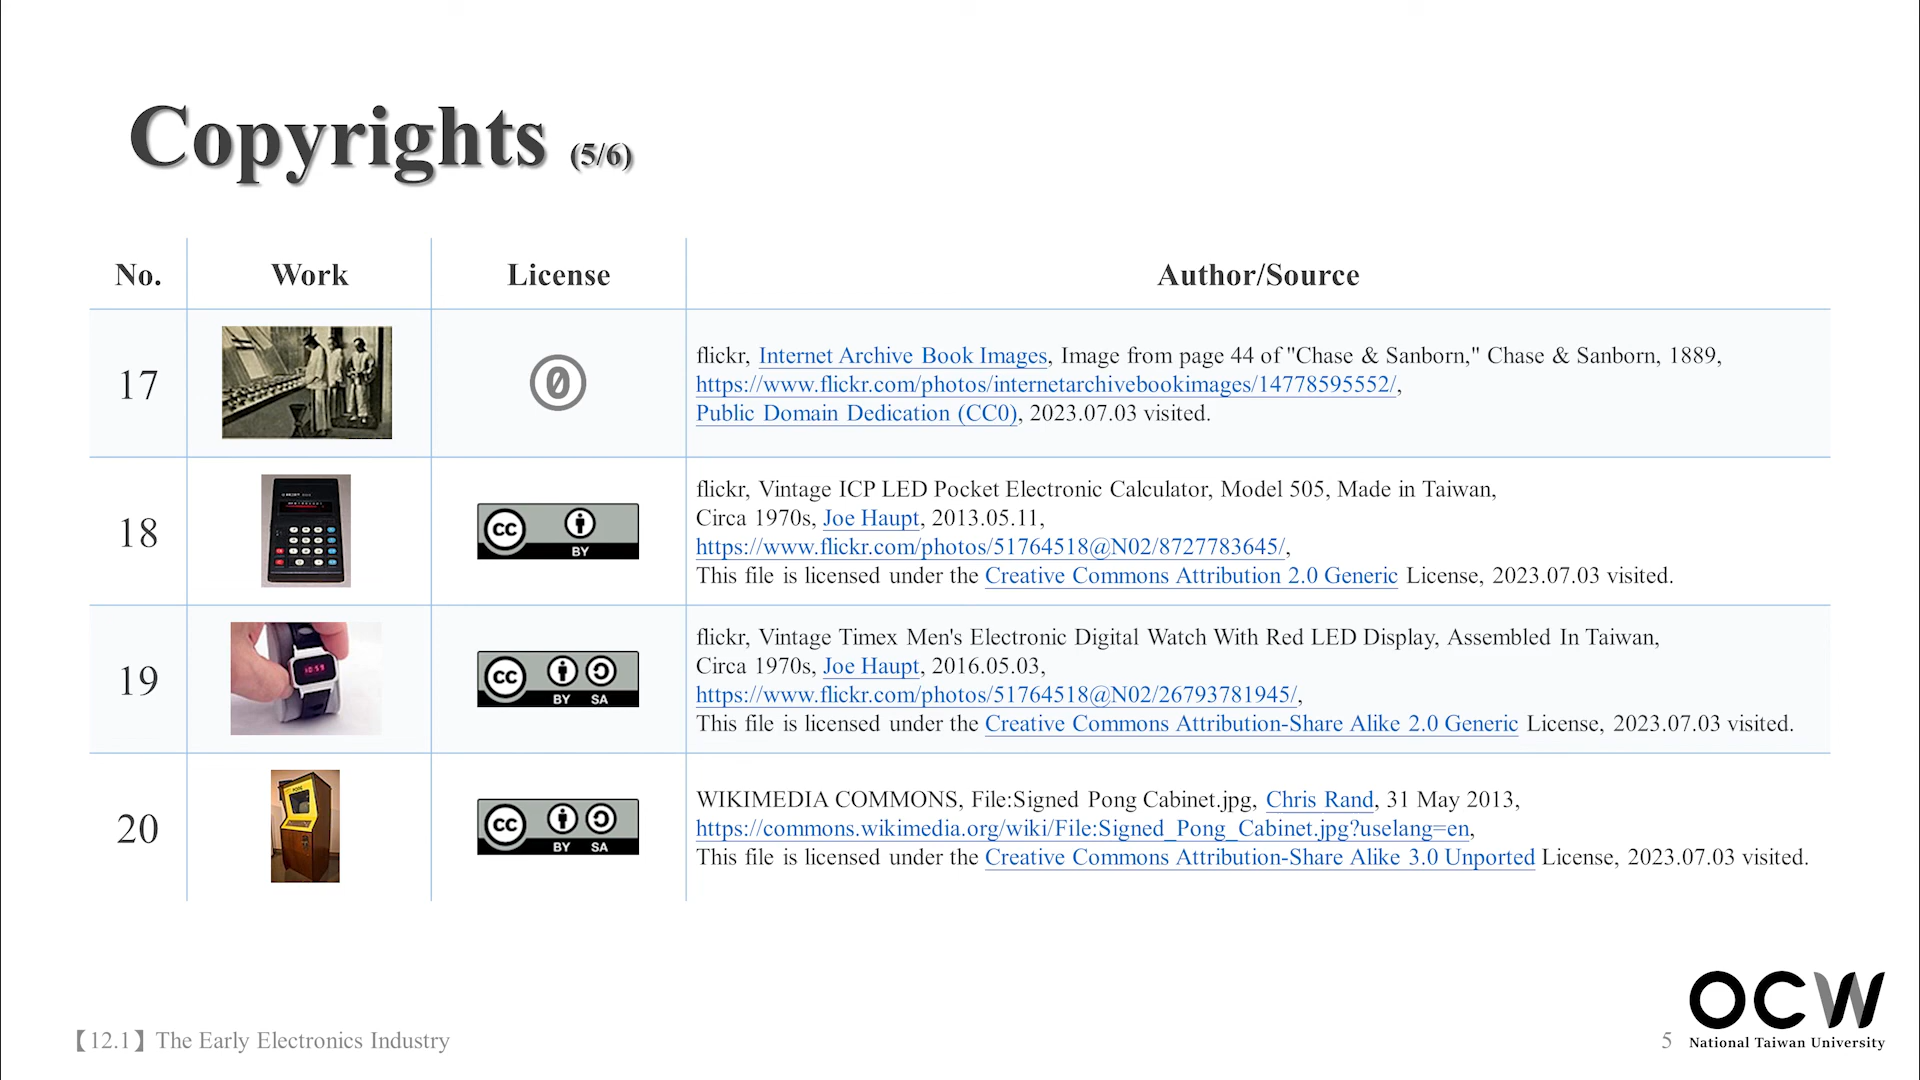 Copyrights (5/6)
No. Work License Author/Source
17
flickr, Internet Archive Book Images, Image from page 44 of "Chase & Sanborn," Chase & Sanborn, 1889,
https://www.flickr.com/photos/internetarchivebookimages/14778595552/,
Public Domain Dedication (CC0), 2023.07.03 visited.
18
CC BY
flickr, Vintage ICP LED Pocket Electronic Calculator, Model 505, Made in Taiwan,
Circa 1970s, Joe Haupt, 2013.05.11,
https://www.flickr.com/photos/51764518@N02/8727783645/,
This file is licensed under the Creative Commons Attribution 2.0 Generic License, 2023.07.03 visited.
19
CC BY SA
flickr, Vintage Timex Men's Electronic Digital Watch With Red LED Display, Assembled In Taiwan,
Circa 1970s, Joe Haupt, 2016.05.03,
https://www.flickr.com/photos/51764518@N02/26793781945/,
This file is licensed under the Creative Commons Attribution-Share Alike 2.0 Generic License, 2023.07.03 visited.
20
CC BY SA
WIKIMEDIA COMMONS, File:Signed Pong Cabinet.jpg, Chris Rand, 31 May 2013,
https://commons.wikimedia.org/wiki/File:Signed_Pong_Cabinet.jpg?uselang=en,
This file is licensed under the Creative Commons Attribution-Share Alike 3.0 Unported License, 2023.07.03 visited.
【12.1】The Early Electronics Industry
5
OCW
National Taiwan University